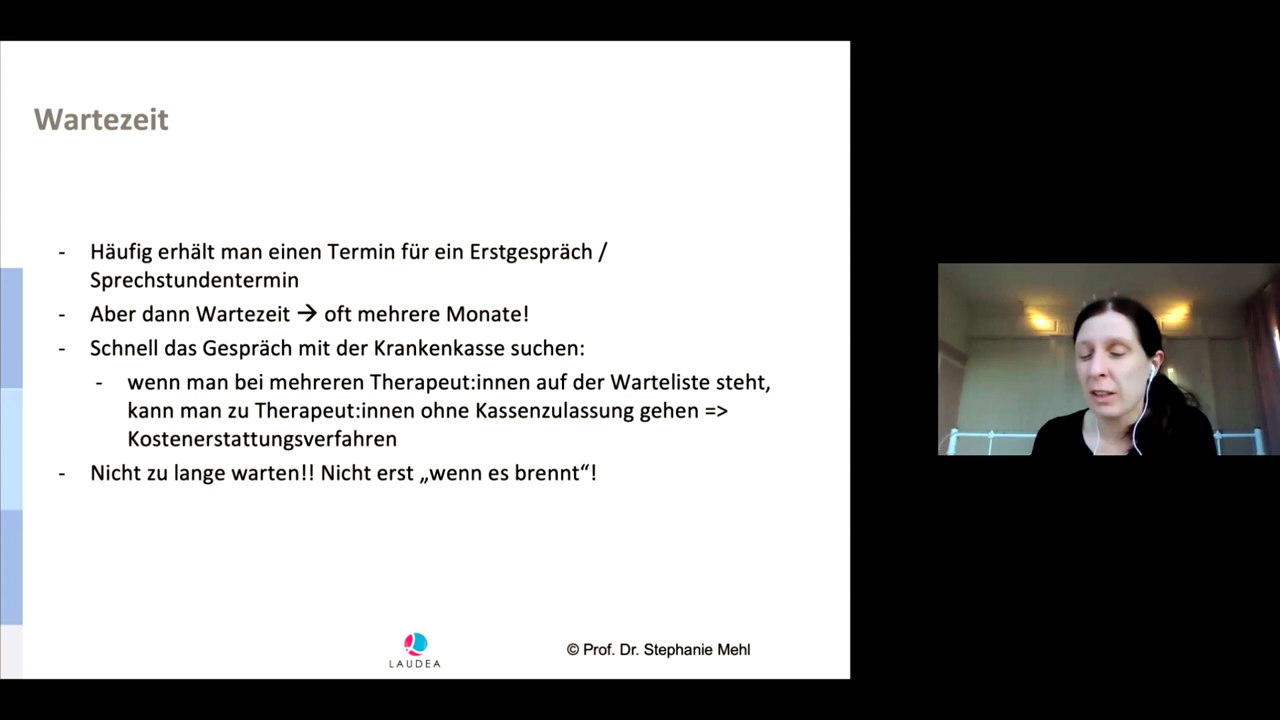 Wartezeit
- Häufig erhält man einen Termin für ein Erstgespräch /
Sprechstundentermin
- Aber dann Wartezeit → oft mehrere Monate!
- Schnell das Gespräch mit der Krankenkasse suchen:
- wenn man bei mehreren Therapeut:innen auf der Warteliste steht,
kann man zu Therapeut:innen ohne Kassenzulassung gehen =>
Kostenerstattungsverfahren
- Nicht zu lange warten!! Nicht erst „wenn es brennt“!
LAUDEA
© Prof. Dr. Stephanie Mehl